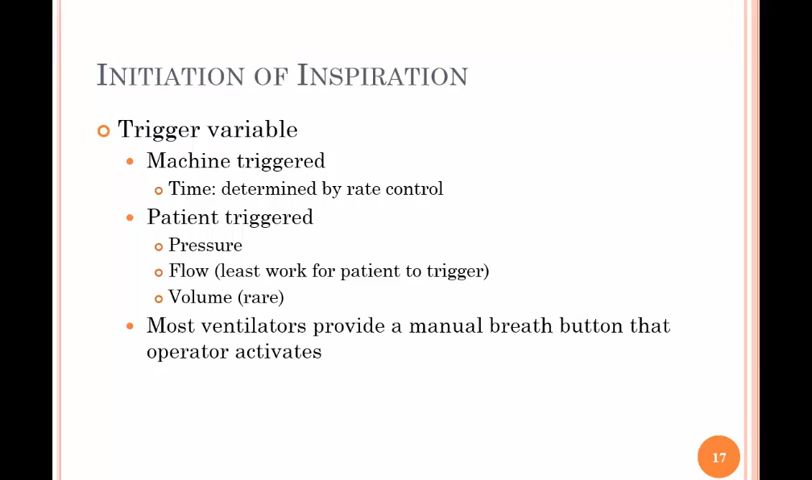 INITIATION OF INSPIRATION
Trigger variable
Machine triggered
Time: determined by rate control
Patient triggered
Pressure
Flow (least work for patient to trigger)
Volume (rare)
Most ventilators provide a manual breath button that
operator activates
17